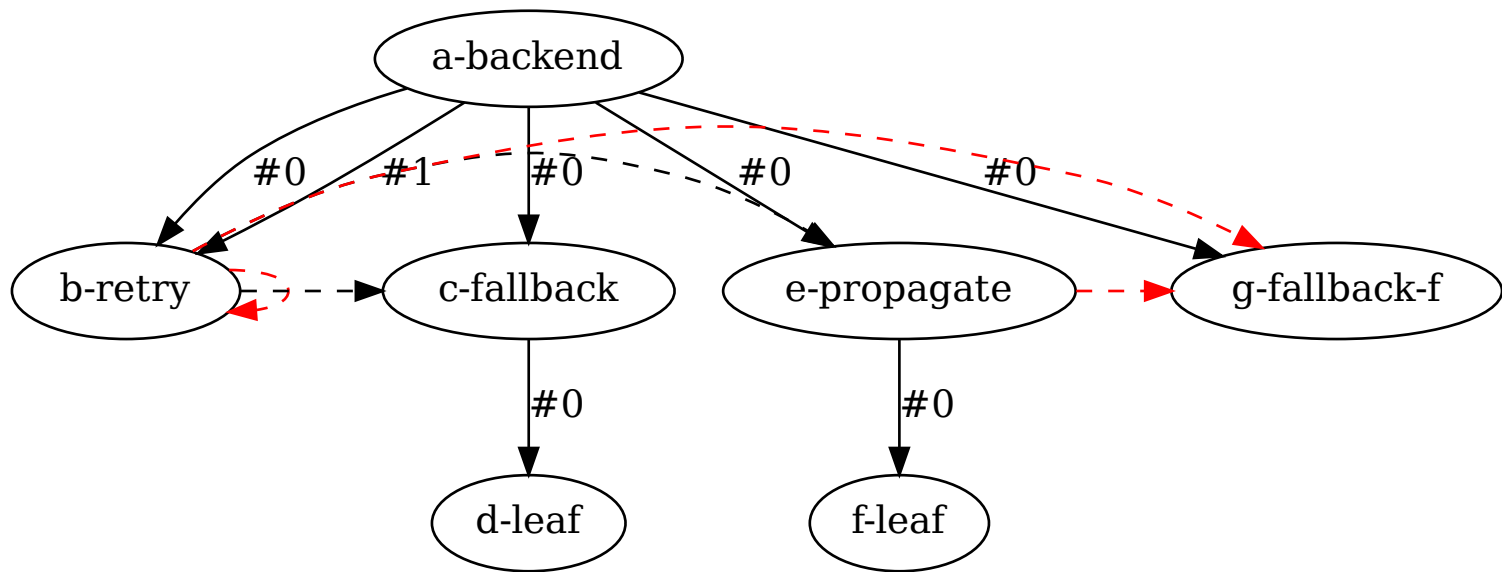 a-backend
#0
#1
#0
#0
#0
b-retry
c-fallback
e-propagate
g-fallback-f
#0
#0
d-leaf
f-leaf